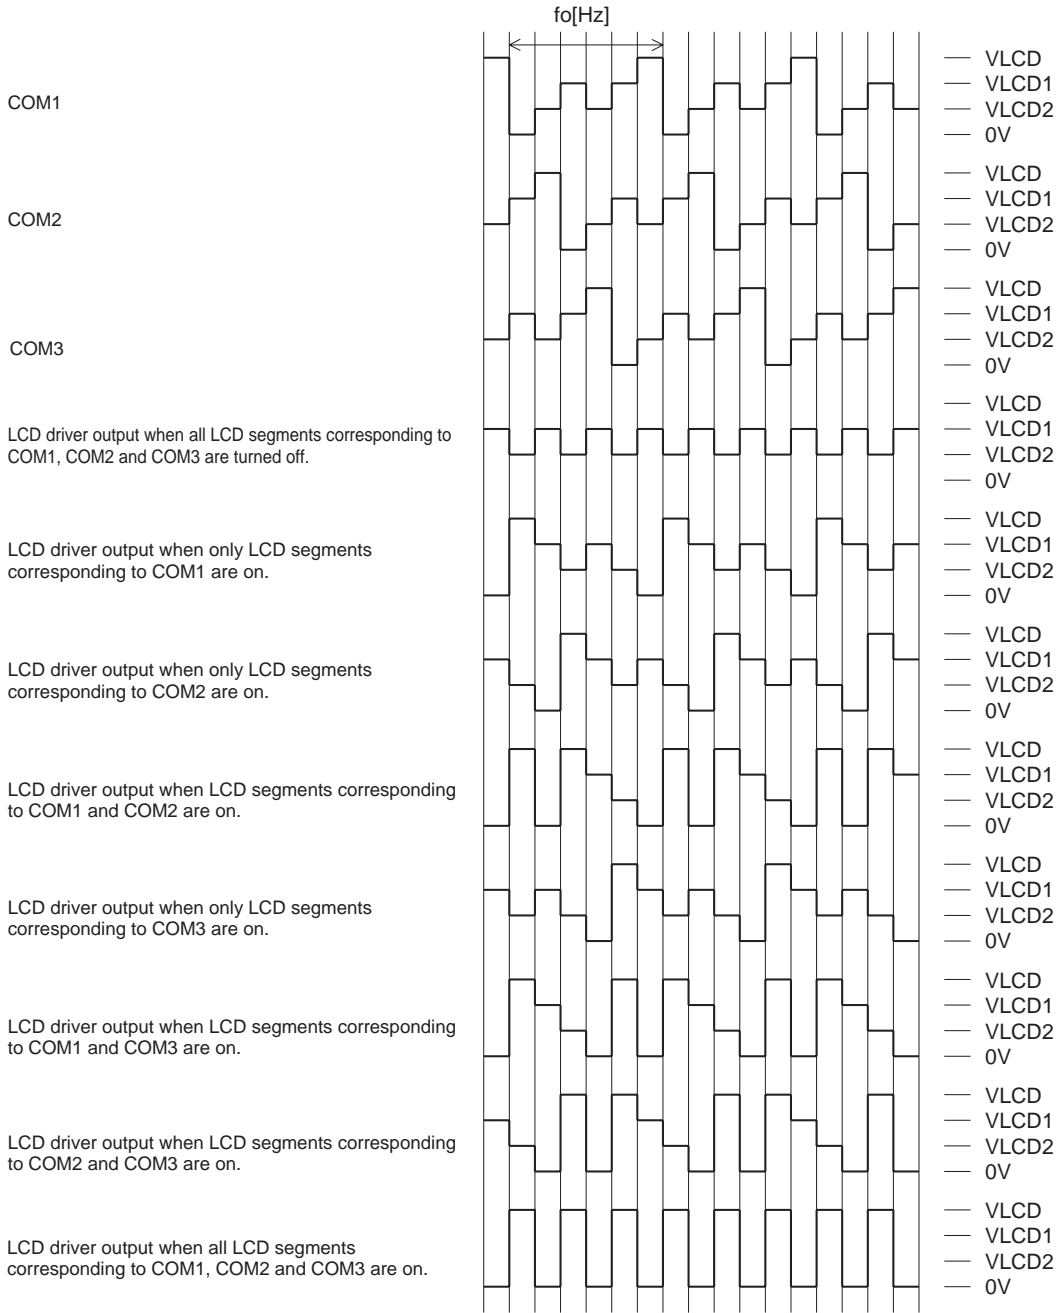 fo[Hz]
COM1
VLCD
VLCD1
VLCD2
0V
COM2
VLCD
VLCD1
VLCD2
0V
COM3
VLCD
VLCD1
VLCD2
0V
LCD driver output when all LCD segments corresponding to
COM1, COM2 and COM3 are turned off.
VLCD
VLCD1
VLCD2
0V
LCD driver output when only LCD segments
corresponding to COM1 are on.
VLCD
VLCD1
VLCD2
0V
LCD driver output when only LCD segments
corresponding to COM2 are on.
VLCD
VLCD1
VLCD2
0V
LCD driver output when LCD segments corresponding
to COM1 and COM2 are on.
VLCD
VLCD1
VLCD2
0V
LCD driver output when only LCD segments
corresponding to COM3 are on.
VLCD
VLCD1
VLCD2
0V
LCD driver output when LCD segments corresponding
to COM1 and COM3 are on.
VLCD
VLCD1
VLCD2
0V
LCD driver output when LCD segments corresponding
to COM2 and COM3 are on.
VLCD
VLCD1
VLCD2
0V
LCD driver output when all LCD segments
corresponding to COM1, COM2 and COM3 are on.
VLCD
VLCD1
VLCD2
0V